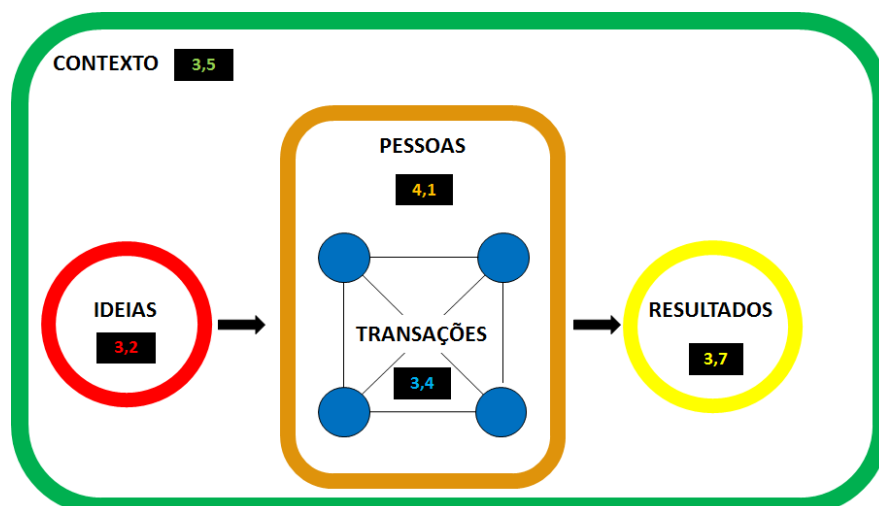 CONTEXTO 3,5
PESSOAS
4,1
IDEIAS
3,2
TRANSAÇÕES
3,4
RESULTADOS
3,7